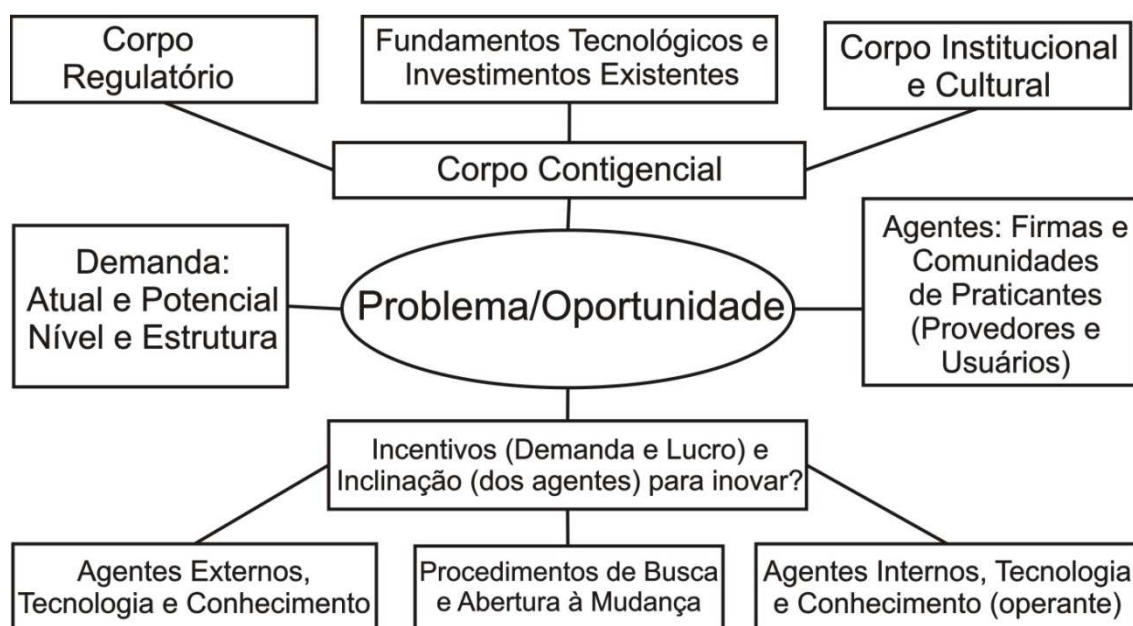 Corpo
Regulatório
Fundamentos Tecnológicos e
Investimentos Existentes
Corpo Institucional
e Cultural
Corpo Contigencial
Demanda:
Atual e Potencial
Nível e Estrutura
Problema/Oportunidade
Agentes: Firmas e
Comunidades
de Praticantes
(Provedores e
Usuários)
Incentivos (Demanda e Lucro) e
Inclinação (dos agentes) para inovar?
Agentes Externos,
Tecnologia e Conhecimento
Procedimentos de Busca
e Abertura à Mudança
Agentes Internos, Tecnologia
e Conhecimento (operante)